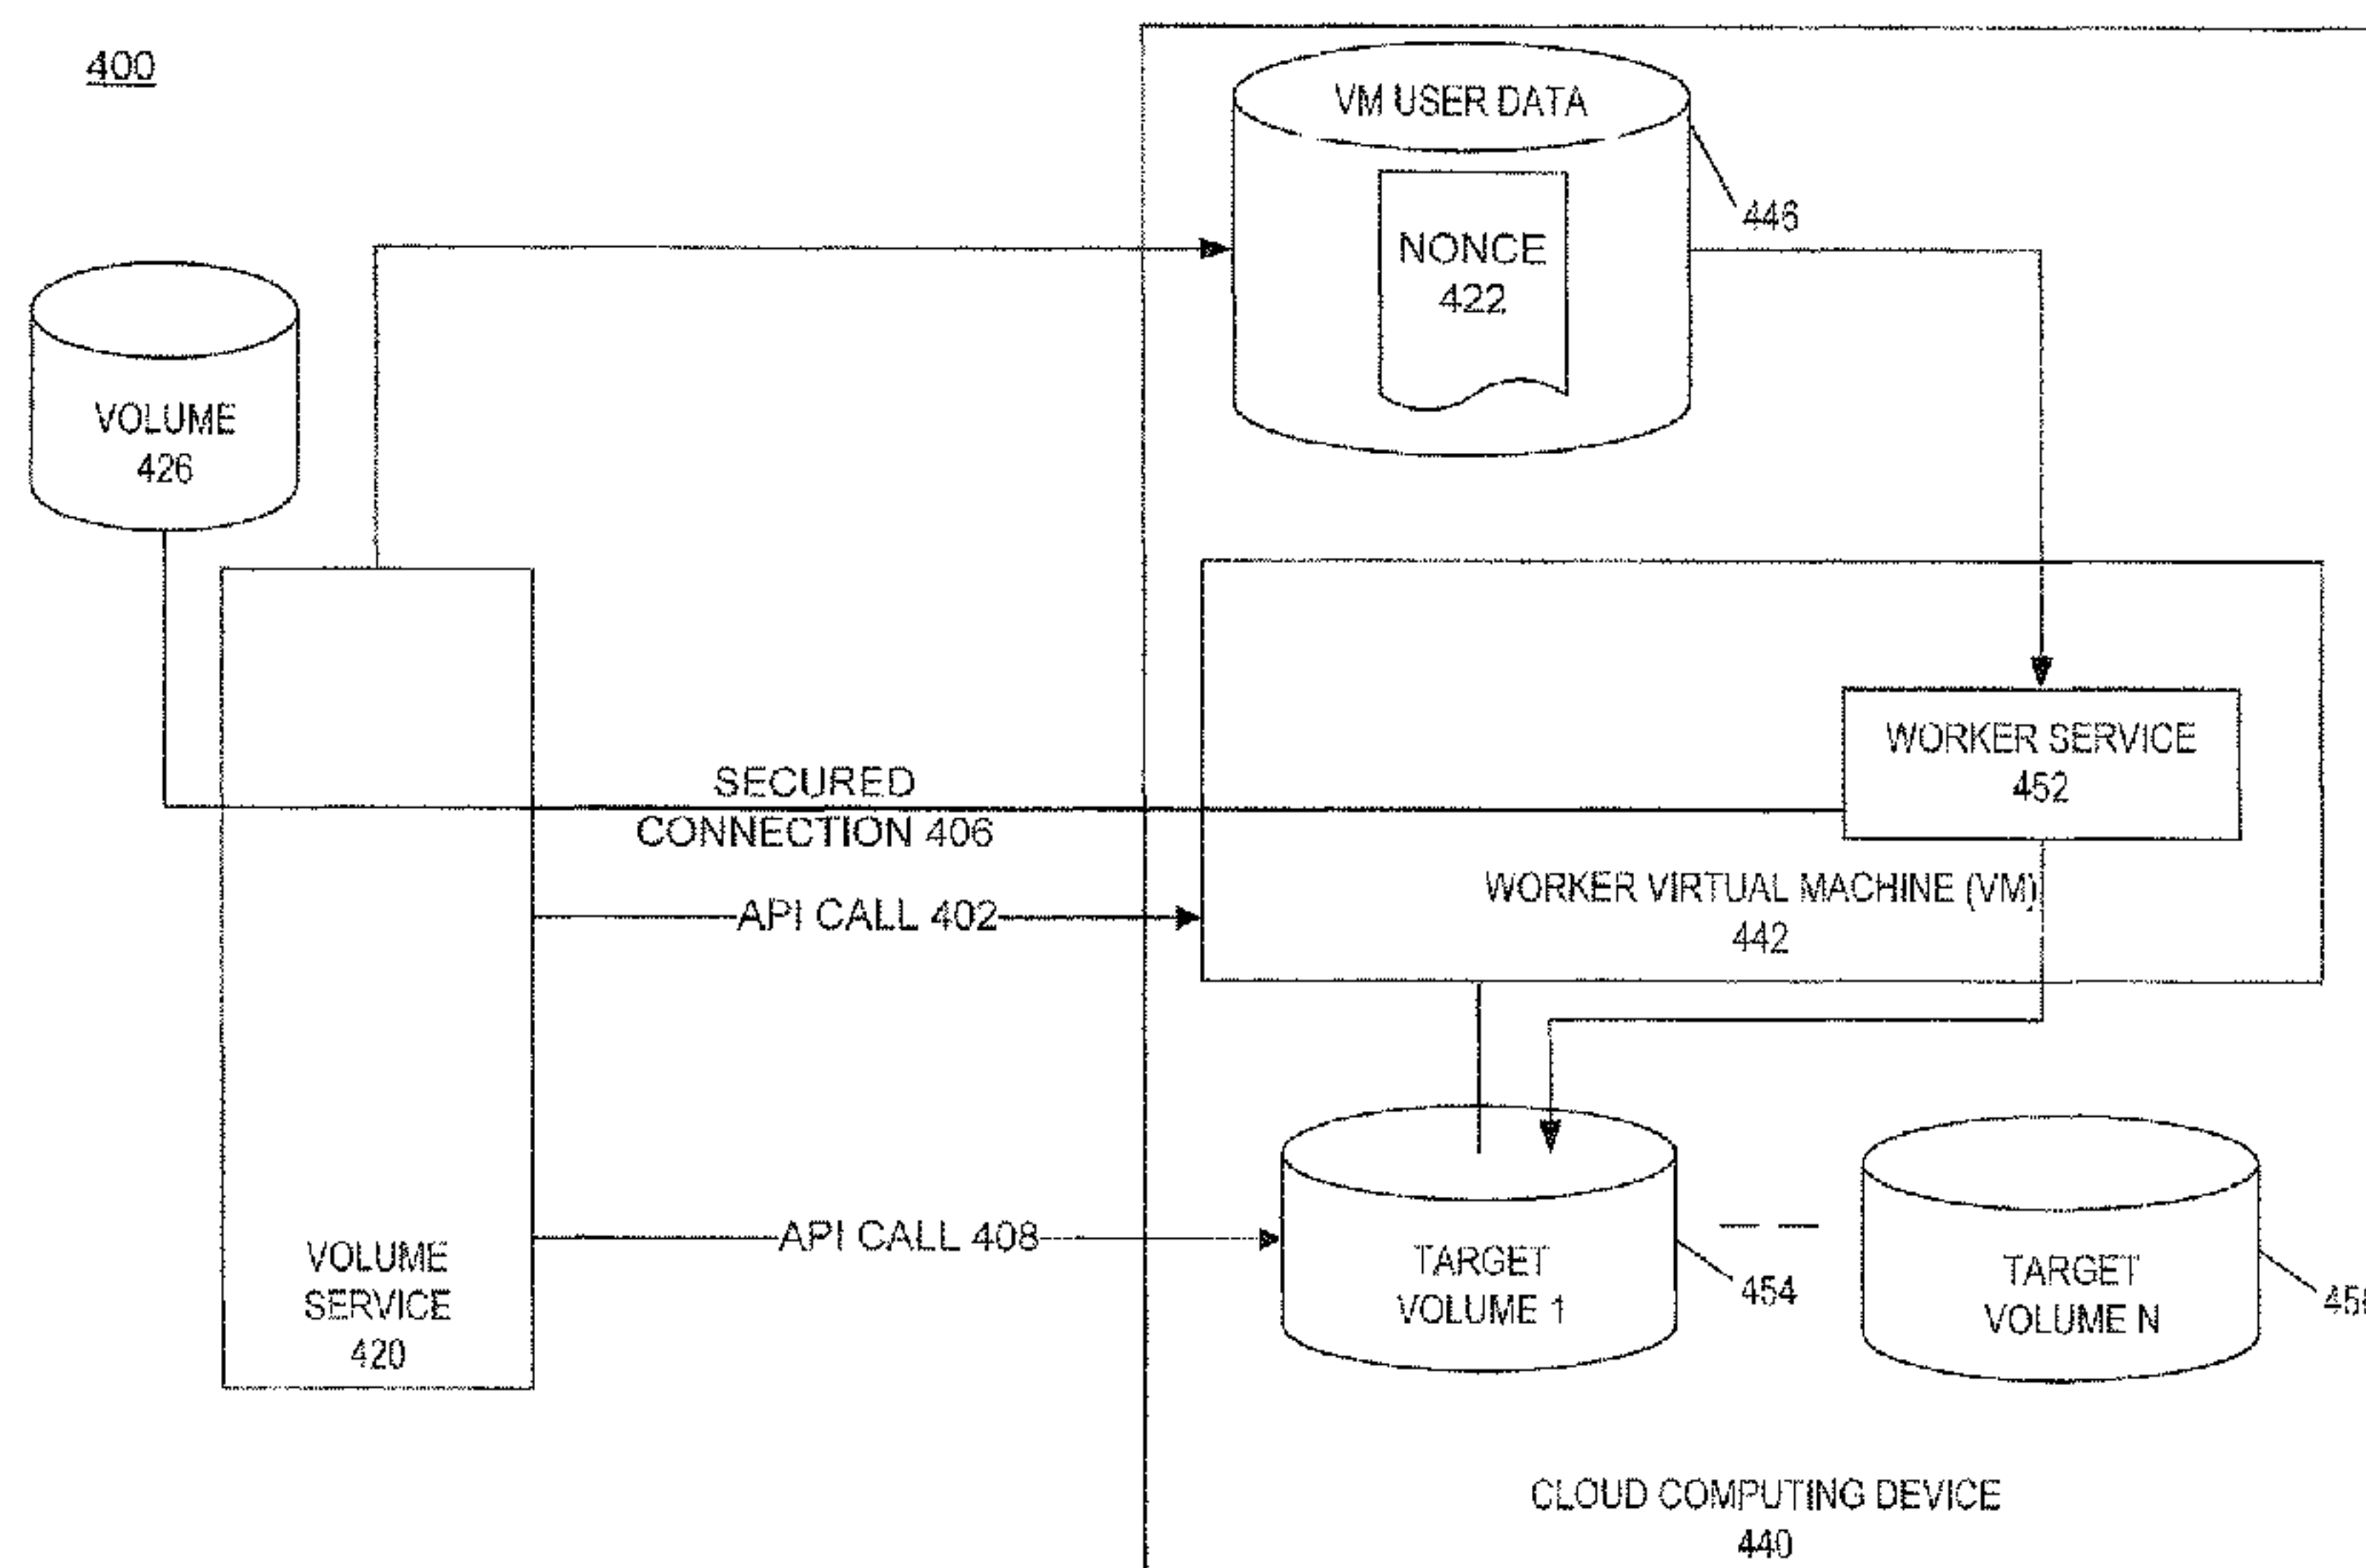 400
VM USER DATA
446
NONCE
422
VOLUME
426
WORKER SERVICE
452
SECURED
CONNECTION 406
WORKER VIRTUAL MACHINE (VM)
442
API CALL 402
API CALL 408
VOLUME
SERVICE
420
TARGET
VOLUME 1
454
TARGET
VOLUME N
CLOUD COMPUTING DEVICE
440